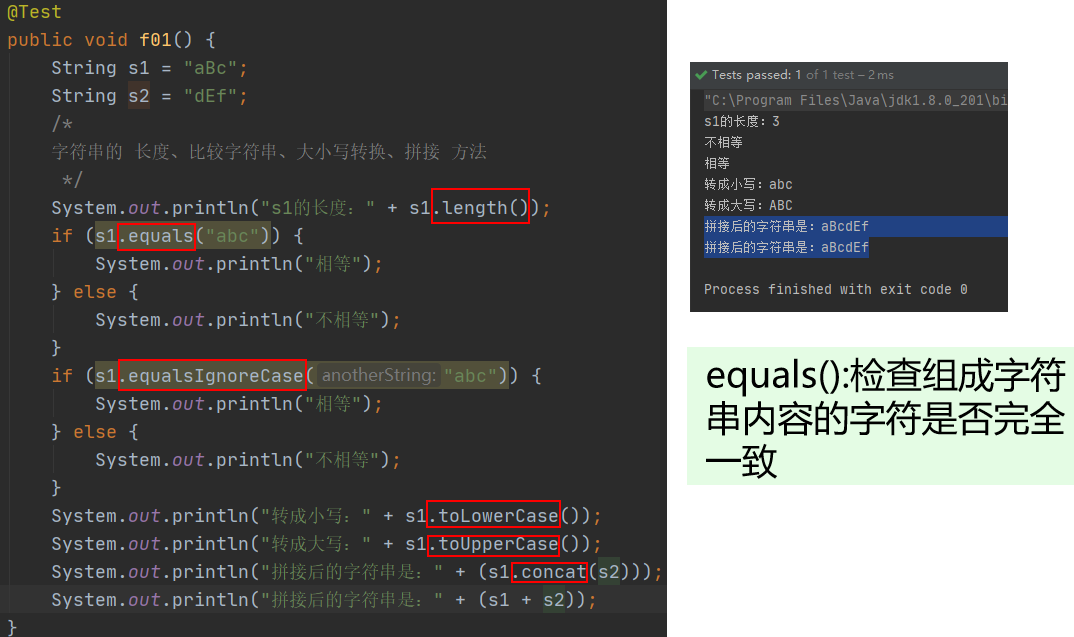 @Test
public void f01() {
String s1 = "aBc";
String s2 = "dEf";
/*
字符串的 长度、比较字符串、大小写转换、拼接 方法
*/
System.out.println("s1的长度：" + s1.length());
if (s1.equals("abc")) {
System.out.println("相等");
} else {
System.out.println("不相等");
}
if (s1.equalsIgnoreCase( anotherString: "abc")) {
System.out.println("相等");
} else {
System.out.println("不相等");
}
System.out.println("转成小写：" + s1.toLowerCase());
System.out.println("转成大写：" + s1.toUpperCase());
System.out.println("拼接后的字符串是：" + (s1.concat(s2)));
System.out.println("拼接后的字符串是：" + (s1 + s2));
}
Tests passed: 1 of 1 test – 2 ms
"C:\Program Files\Java\jdk1.8.0_201\bi
s1的长度：3
不相等
相等
转成小写：abc
转成大写：ABC
拼接后的字符串是：aBcdEf
拼接后的字符串是：aBcdEf
Process finished with exit code 0
equals():检查组成字符
串内容的字符是否完全
一致